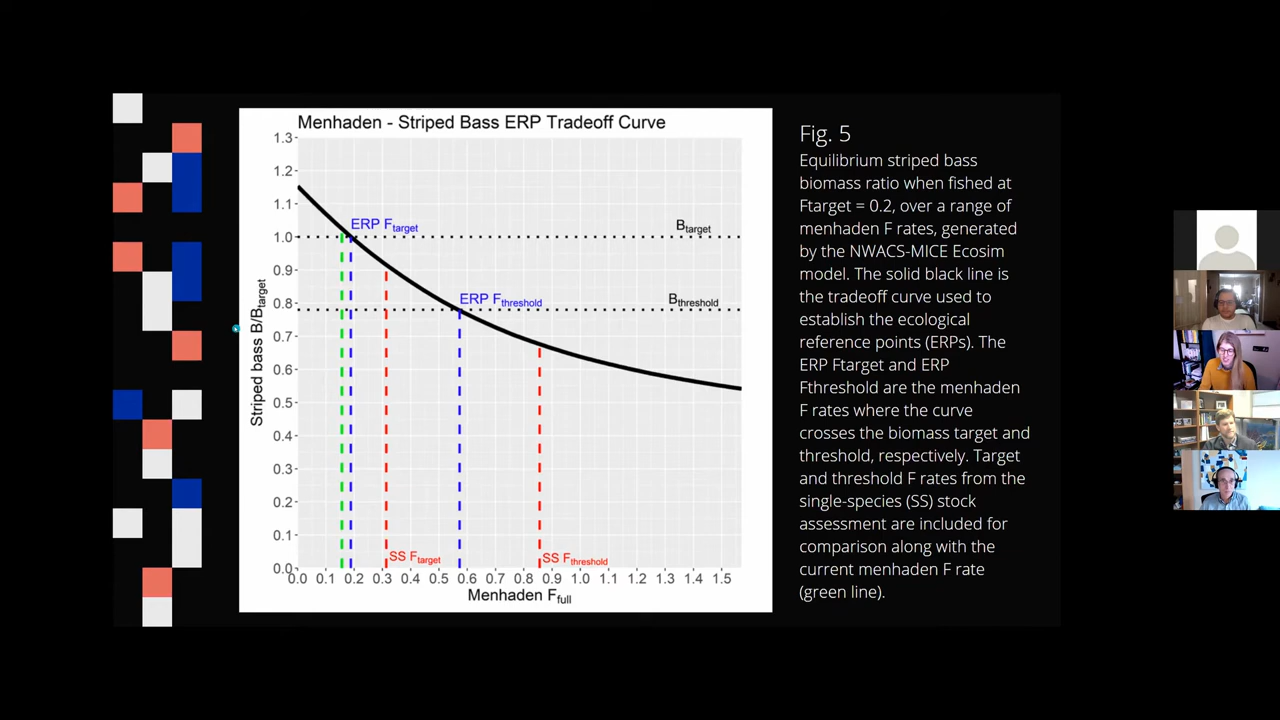 Menhaden - Striped Bass ERP Tradeoff Curve
1.3
1.2
1.1
1.0
0.9
0.8
0.7
0.6
0.5
0.4
0.3
0.2
0.1
0.0
Striped bass B/Btarget
ERP Ftarget
Btarget
ERP Fthreshold
Bthreshold
SS Ftarget
SS Fthreshold
0.0 0.1 0.2 0.3 0.4 0.5 0.6 0.7 0.8 0.9 1.0 1.1 1.2 1.3 1.4 1.5
Menhaden Ffull
Fig. 5
Equilibrium striped bass
biomass ratio when fished at
Ftarget = 0.2, over a range of
menhaden F rates, generated
by the NWACS-MICE Ecosim
model. The solid black line is
the tradeoff curve used to
establish the ecological
reference points (ERPs). The
ERP Ftarget and ERP
Fthreshold are the menhaden
F rates where the curve
crosses the biomass target and
threshold, respectively. Target
and threshold F rates from the
single-species (SS) stock
assessment are included for
comparison along with the
current menhaden F rate
(green line).